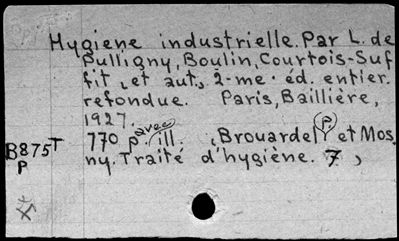 Hygiene industrielle. Par L. de
Pulligny, Boulin, Courtois-Suf
fit, et aut., 2-me. éd. entier.
refondue. Paris, Baillière,
1927.
770 p. avec ill. (Brouardel P et Mos
ny. Traité d'hygiène. 7,
B875T
P